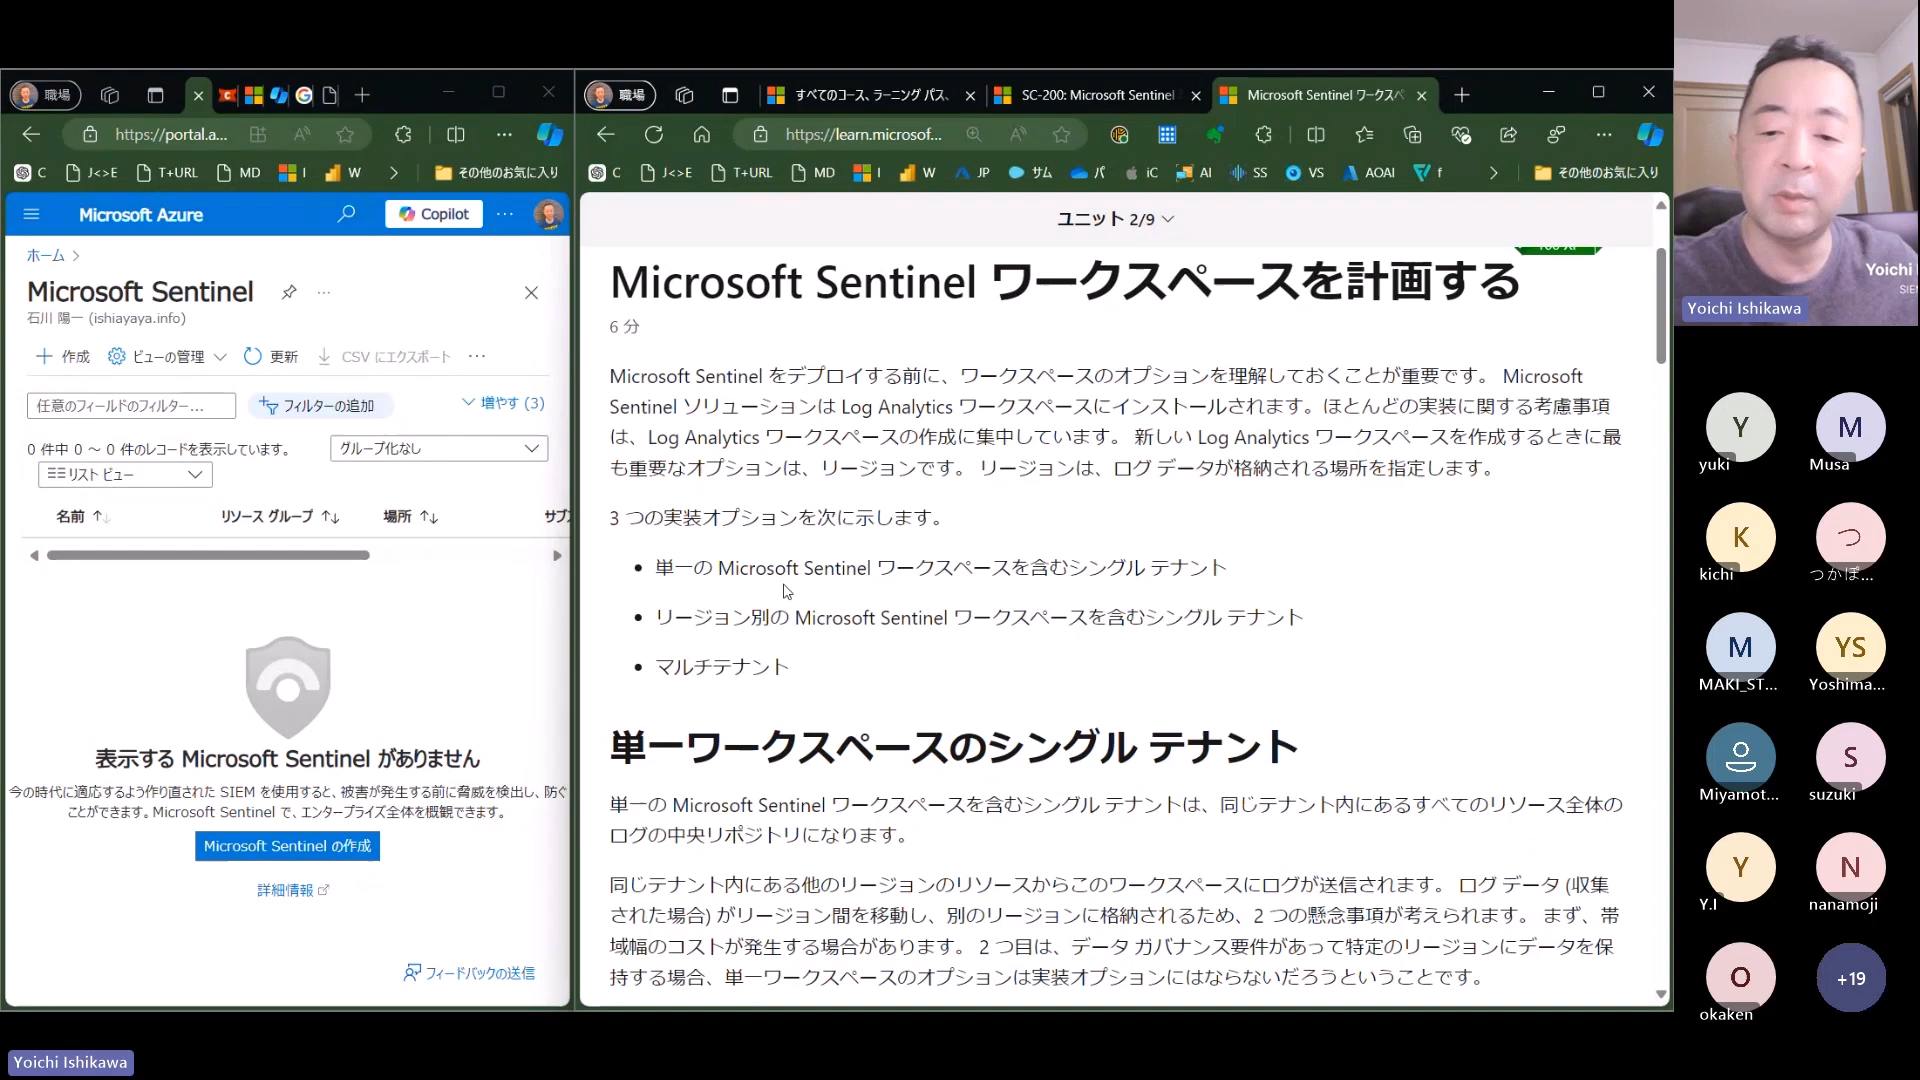 職場
https://portal.a...
C
J<>E
T+URL
MD
I
W
その他のお気に入り
Microsoft Azure
Copilot
ホーム
Microsoft Sentinel
石川 陽一 (ishiayaya.info)
作成
ビューの管理
更新
CSV にエクスポート
任意のフィールドのフィルター...
フィルターの追加
増やす (3)
0 件中 0 ～ 0 件のレコードを表示しています。
グループ化なし
リスト ビュー
名前
リソース グループ
場所
サブ
表示する Microsoft Sentinel がありません
今の時代に適応するよう作り直された SIEM を使用すると、被害が発生する前に脅威を検出し、防ぐ
ことができます。Microsoft Sentinel で、エンタープライズ全体を概観できます。
Microsoft Sentinel の作成
詳細情報
フィードバックの送信
職場
すべてのコース、ラーニング パス、
SC-200: Microsoft Sentinel
Microsoft Sentinel ワークスペ
https://learn.microsof...
C
J<>E
T+URL
MD
I
W
JP
サム
パ
iC
AI
SS
VS
AOAI
f
その他のお気に入り
ユニット 2/9
Microsoft Sentinel ワークスペースを計画する
6 分
Microsoft Sentinel をデプロイする前に、ワークスペースのオプションを理解しておくことが重要です。 Microsoft
Sentinel ソリューションは Log Analytics ワークスペースにインストールされます。ほとんどの実装に関する考慮事項
は、Log Analytics ワークスペースの作成に集中しています。 新しい Log Analytics ワークスペースを作成するときに最
も重要なオプションは、リージョンです。 リージョンは、ログ データが格納される場所を指定します。
3 つの実装オプションを次に示します。
• 単一の Microsoft Sentinel ワークスペースを含むシングル テナント
• リージョン別の Microsoft Sentinel ワークスペースを含むシングル テナント
• マルチテナント
単一ワークスペースのシングル テナント
単一の Microsoft Sentinel ワークスペースを含むシングル テナントは、同じテナント内にあるすべてのリソース全体の
ログの中央リポジトリになります。
同じテナント内にある他のリージョンのリソースからこのワークスペースにログが送信されます。 ログ データ (収集
された場合) がリージョン間を移動し、別のリージョンに格納されるため、2 つの懸念事項が考えられます。 まず、帯
域幅のコストが発生する場合があります。 2 つ目は、データ ガバナンス要件があって特定のリージョンにデータを保
持する場合、単一ワークスペースのオプションは実装オプションにはならないだろうということです。
Yoichi
SIE
Yoichi Ishikawa
Y
yuki
M
Musa
K
kichi
つ
つかぽ...
M
MAKI_ST...
YS
Yoshima...
Miyamot...
S
suzuki
Y
Y.I
N
nanamoji
O
okaken
+19
Yoichi Ishikawa